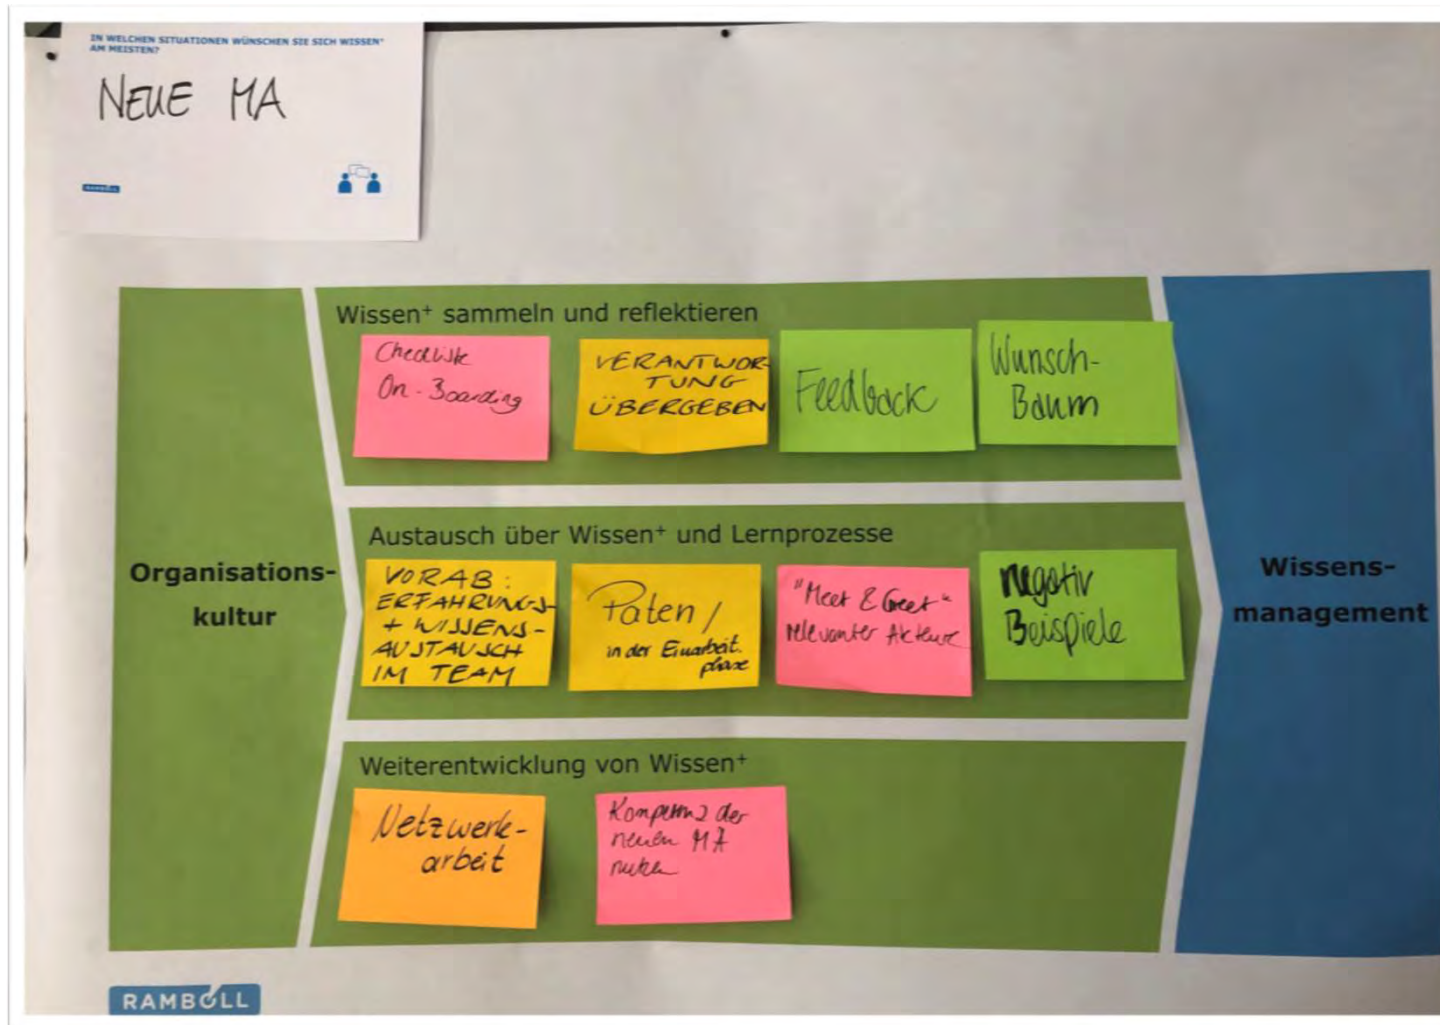 IN WELCHEN SITUATIONEN WÜNSCHEN SIE SICH WISSEN⁺
AM MEISTEN?
NEUE MA
RAMBOLL
Wissen⁺ sammeln und reflektieren
Checkliste
On-Boarding
VERANTWOR-
TUNG
ÜBERGEBEN
Feedback
Wunsch-
Baum
Organisations-
kultur
Austausch über Wissen⁺ und Lernprozesse
VORAB:
ERFAHRUNGS-
+ WISSENS-
AUSTAUSCH
IM TEAM
Paten /
in der Einarbeit.
phase
"Meet & Greet"
relevanter Akteure
negativ
Beispiele
Wissens-
management
Weiterentwicklung von Wissen⁺
Netzwerk-
arbeit
Kompetenz der
neuen MA
nutzen
RAMBOLL